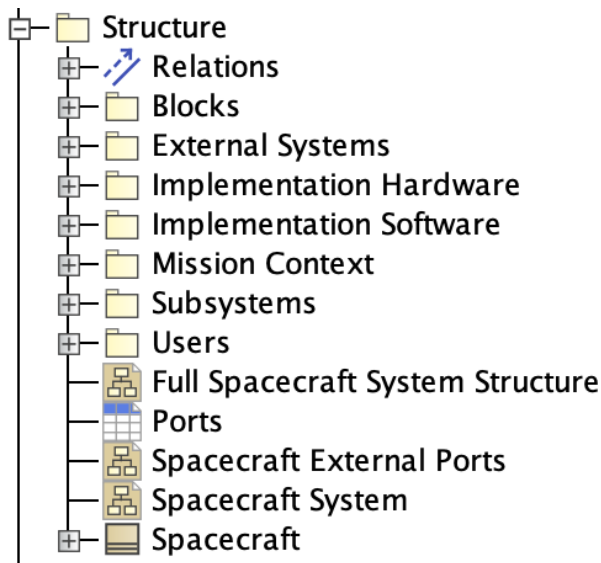 Structure
Relations
Blocks
External Systems
Implementation Hardware
Implementation Software
Mission Context
Subsystems
Users
Full Spacecraft System Structure
Ports
Spacecraft External Ports
Spacecraft System
Spacecraft